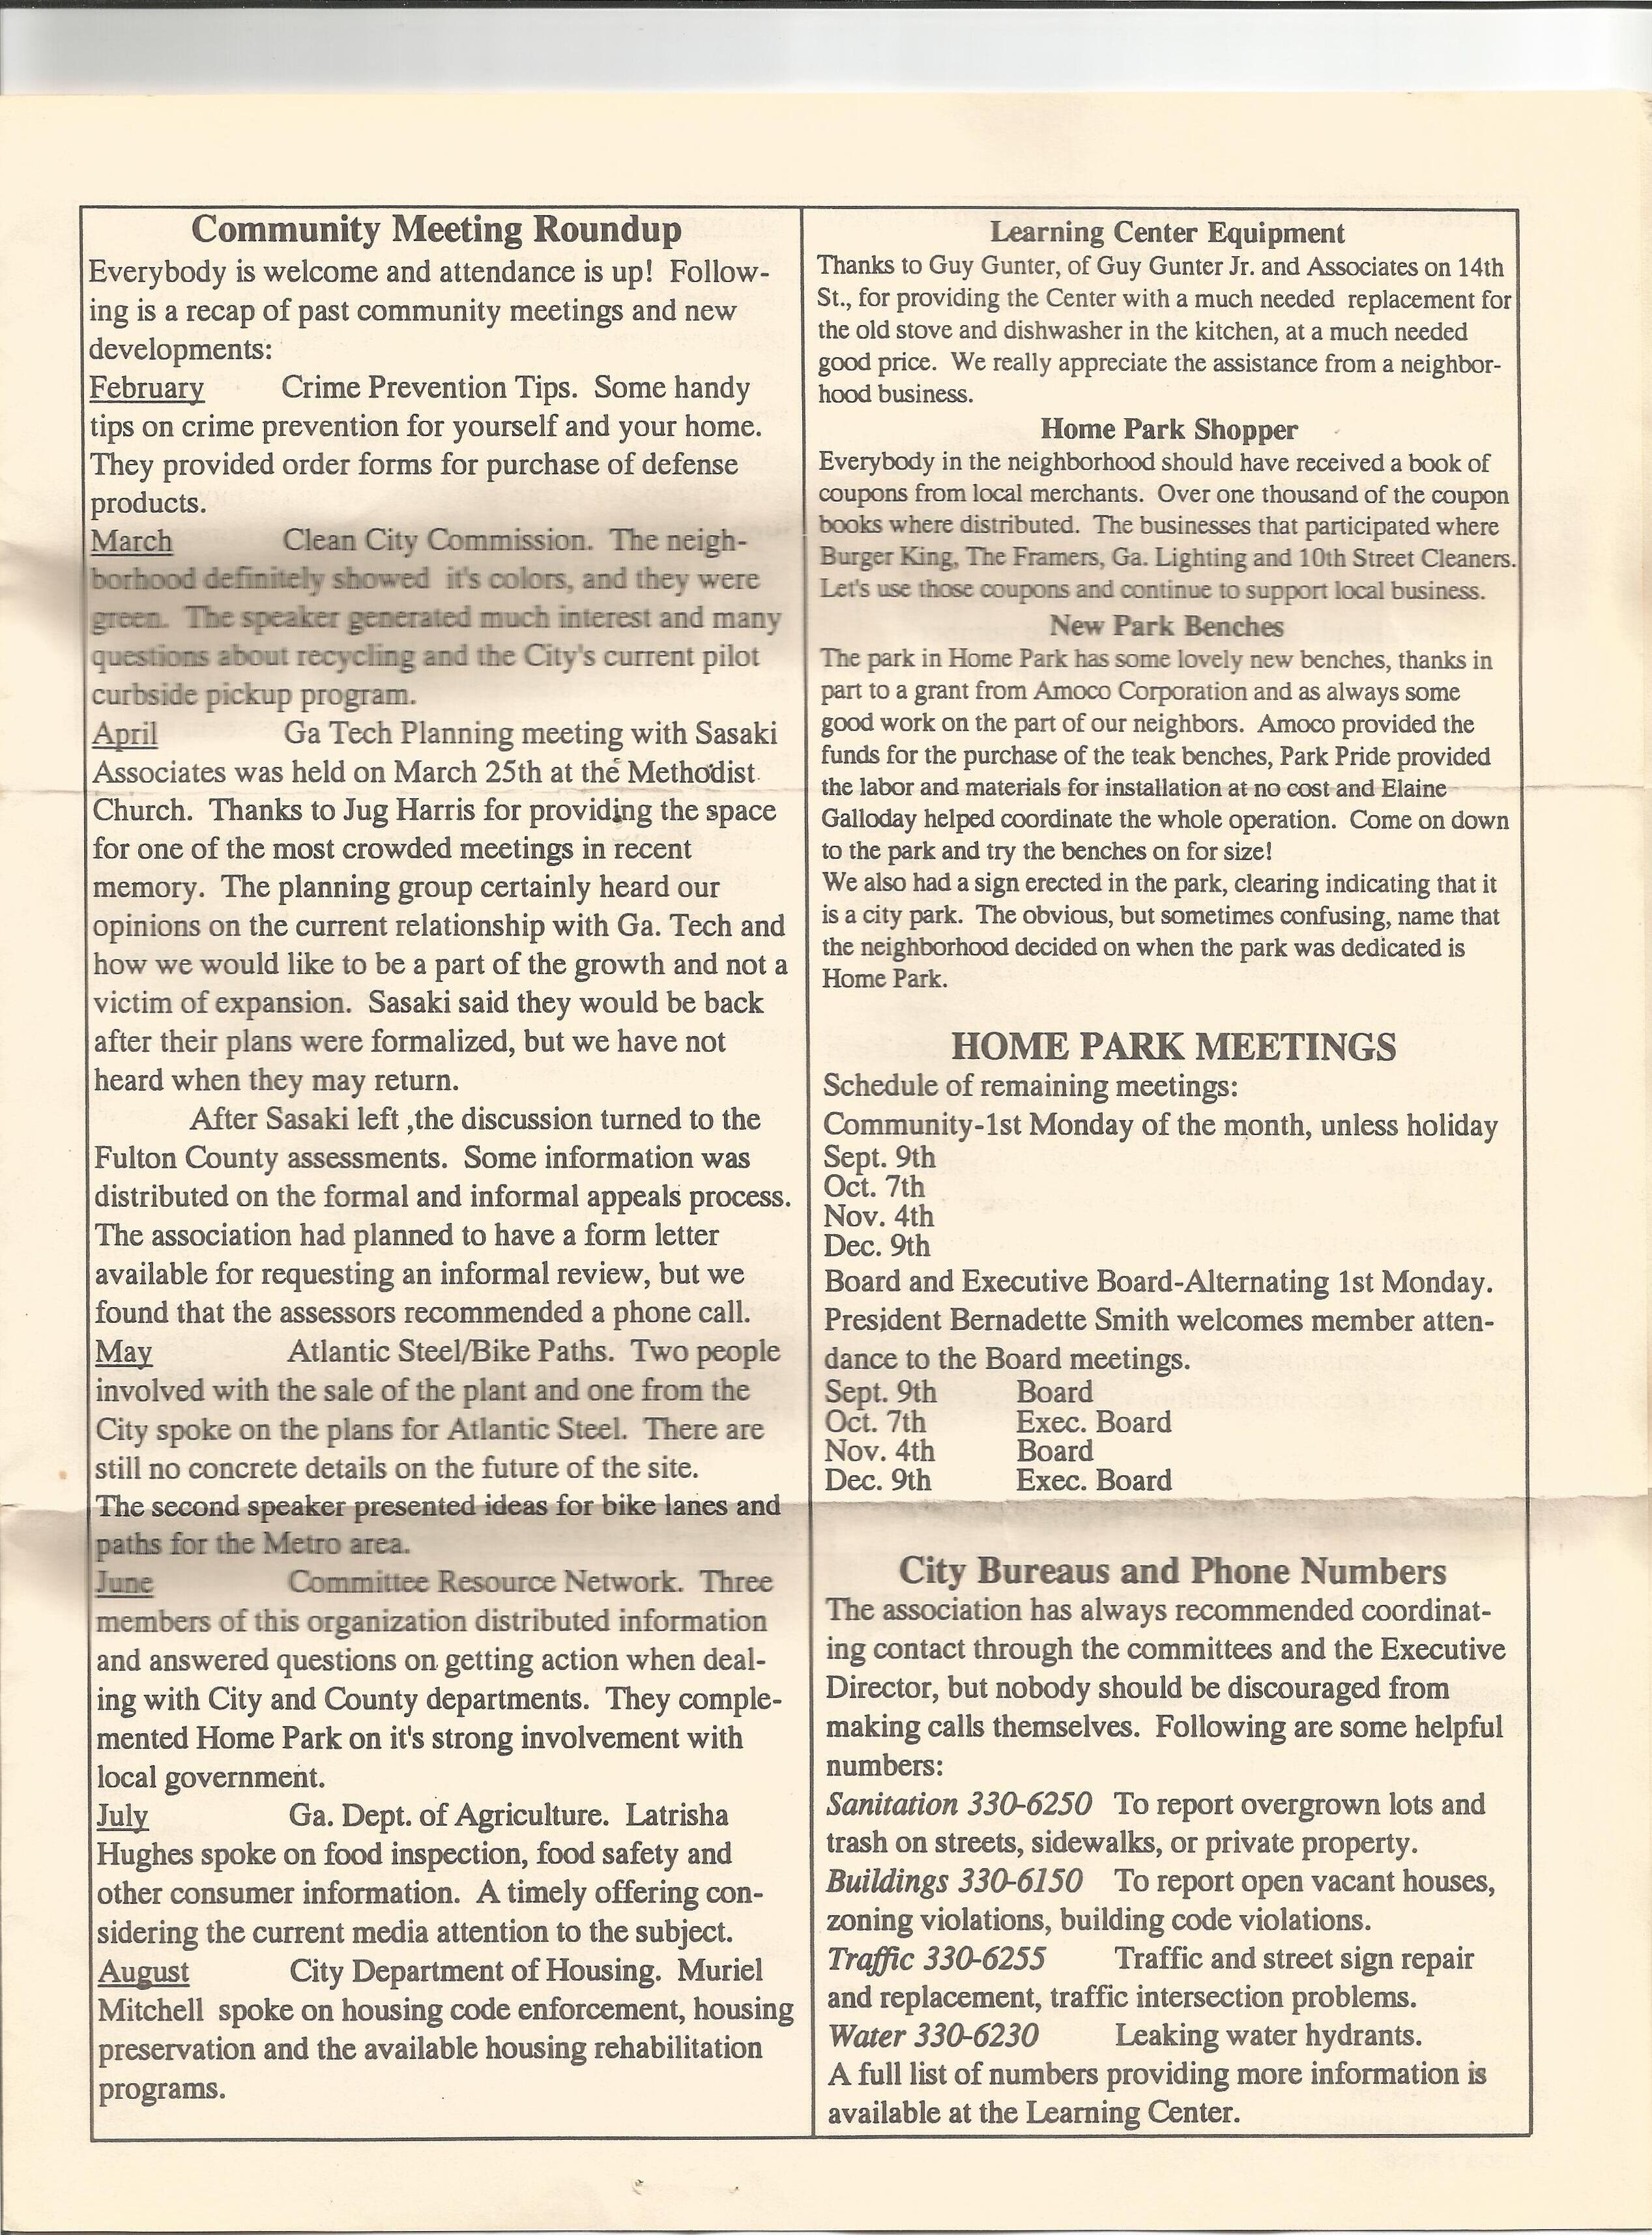 Community Meeting Roundup
Everybody is welcome and attendance is up! Follow-
ing is a recap of past community meetings and new
developments:
February Crime Prevention Tips. Some handy
tips on crime prevention for yourself and your home.
They provided order forms for purchase of defense
products.
March Clean City Commission. The neigh-
borhood definitely showed it's colors, and they were
green. The speaker generated much interest and many
questions about recycling and the City's current pilot
curbside pickup program.
April Ga Tech Planning meeting with Sasaki
Associates was held on March 25th at the Methodist
Church. Thanks to Jug Harris for providing the space
for one of the most crowded meetings in recent
memory. The planning group certainly heard our
opinions on the current relationship with Ga. Tech and
how we would like to be a part of the growth and not a
victim of expansion. Sasaki said they would be back
after their plans were formalized, but we have not
heard when they may return.
After Sasaki left ,the discussion turned to the
Fulton County assessments. Some information was
distributed on the formal and informal appeals process.
The association had planned to have a form letter
available for requesting an informal review, but we
found that the assessors recommended a phone call.
May Atlantic Steel/Bike Paths. Two people
involved with the sale of the plant and one from the
City spoke on the plans for Atlantic Steel. There are
still no concrete details on the future of the site.
The second speaker presented ideas for bike lanes and
paths for the Metro area.
June Committee Resource Network. Three
members of this organization distributed information
and answered questions on getting action when deal-
ing with City and County departments. They comple-
mented Home Park on it's strong involvement with
local government.
July Ga. Dept. of Agriculture. Latrisha
Hughes spoke on food inspection, food safety and
other consumer information. A timely offering con-
sidering the current media attention to the subject.
August City Department of Housing. Muriel
Mitchell spoke on housing code enforcement, housing
preservation and the available housing rehabilitation
programs.
Learning Center Equipment
Thanks to Guy Gunter, of Guy Gunter Jr. and Associates on 14th
St., for providing the Center with a much needed replacement for
the old stove and dishwasher in the kitchen, at a much needed
good price. We really appreciate the assistance from a neighbor-
hood business.
Home Park Shopper
Everybody in the neighborhood should have received a book of
coupons from local merchants. Over one thousand of the coupon
books where distributed. The businesses that participated where
Burger King, The Framers, Ga. Lighting and 10th Street Cleaners.
Let's use those coupons and continue to support local business.
New Park Benches
The park in Home Park has some lovely new benches, thanks in
part to a grant from Amoco Corporation and as always some
good work on the part of our neighbors. Amoco provided the
funds for the purchase of the teak benches, Park Pride provided
the labor and materials for installation at no cost and Elaine
Galloday helped coordinate the whole operation. Come on down
to the park and try the benches on for size!
We also had a sign erected in the park, clearing indicating that it
is a city park. The obvious, but sometimes confusing, name that
the neighborhood decided on when the park was dedicated is
Home Park.
HOME PARK MEETINGS
Schedule of remaining meetings:
Community-1st Monday of the month, unless holiday
Sept. 9th
Oct. 7th
Nov. 4th
Dec. 9th
Board and Executive Board-Alternating 1st Monday.
President Bernadette Smith welcomes member atten-
dance to the Board meetings.
Sept. 9th Board
Oct. 7th Exec. Board
Nov. 4th Board
Dec. 9th Exec. Board
City Bureaus and Phone Numbers
The association has always recommended coordinat-
ing contact through the committees and the Executive
Director, but nobody should be discouraged from
making calls themselves. Following are some helpful
numbers:
Sanitation 330-6250 To report overgrown lots and
trash on streets, sidewalks, or private property.
Buildings 330-6150 To report open vacant houses,
zoning violations, building code violations.
Traffic 330-6255 Traffic and street sign repair
and replacement, traffic intersection problems.
Water 330-6230 Leaking water hydrants.
A full list of numbers providing more information is
available at the Learning Center.